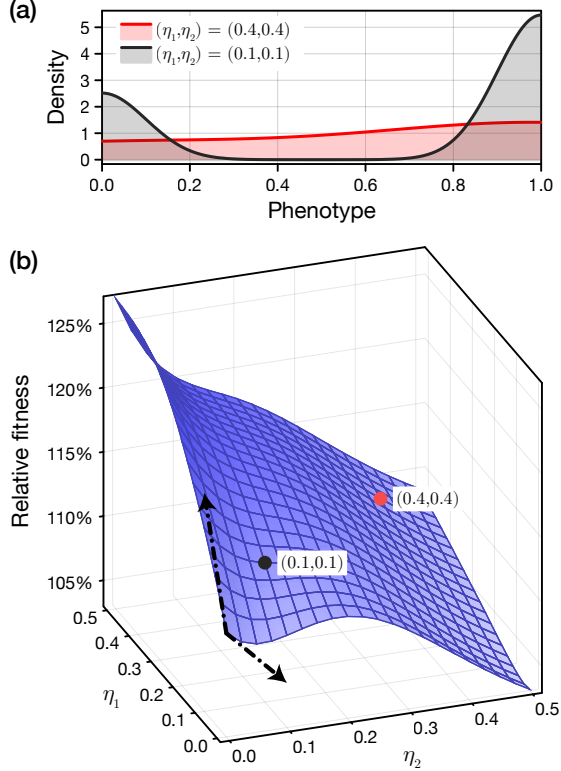 (a)
(η₁,η₂) = (0.4,0.4)
(η₁,η₂) = (0.1,0.1)
Density
5
4
3
2
1
0
0.0 0.2 0.4 0.6 0.8 1.0
Phenotype
(b)
Relative fitness
125%
120%
115%
110%
105%
(0.4,0.4)
(0.1,0.1)
0.5
0.4
0.3
0.2
0.1
0.0
η₁
0.0 0.1 0.2 0.3 0.4 0.5
η₂